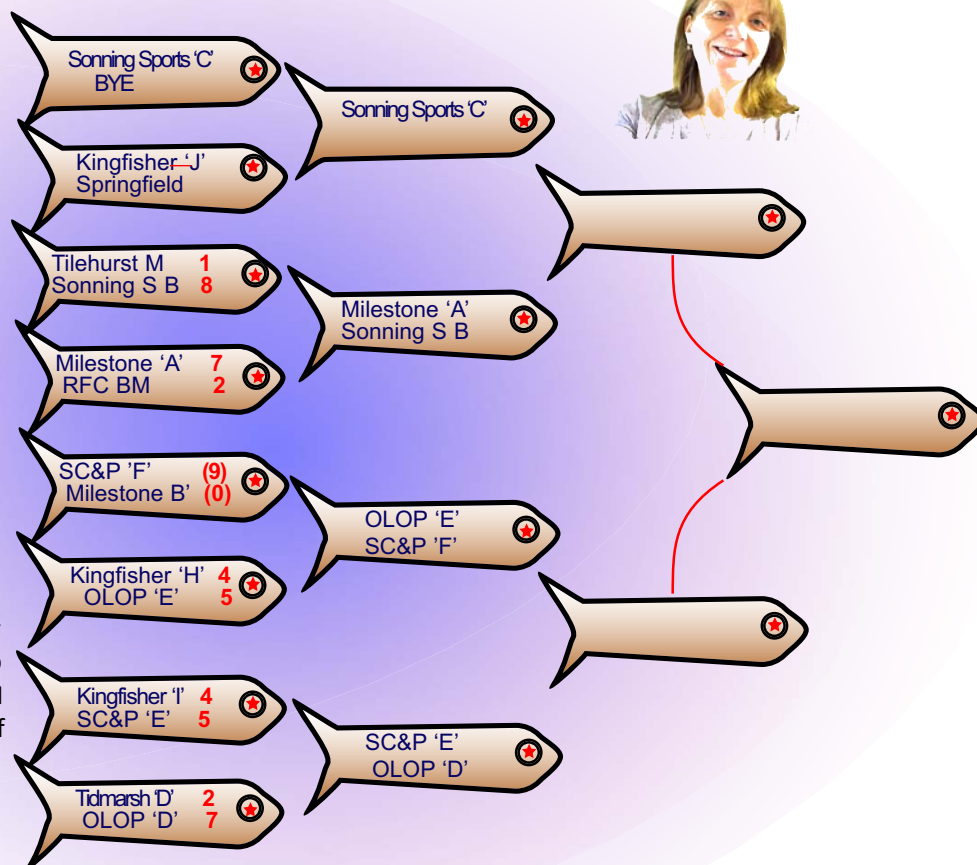 Sonning Sports ‘C’
BYE
Kingfisher ‘J’
Springfield
Tilehurst M 1
Sonning S B 8
Milestone ‘A’ 7
RFC BM 2
SC&P ’F’ (9)
Milestone B’ (0)
Kingfisher ‘H’ 4
OLOP ‘E’ 5
Kingfisher ‘I’ 4
SC&P ‘E’ 5
Tidmarsh ‘D’ 2
OLOP ‘D’ 7
Sonning Sports ‘C’
Milestone ‘A’
Sonning S B
OLOP ‘E’
SC&P ‘F’
SC&P ‘E’
OLOP ‘D’